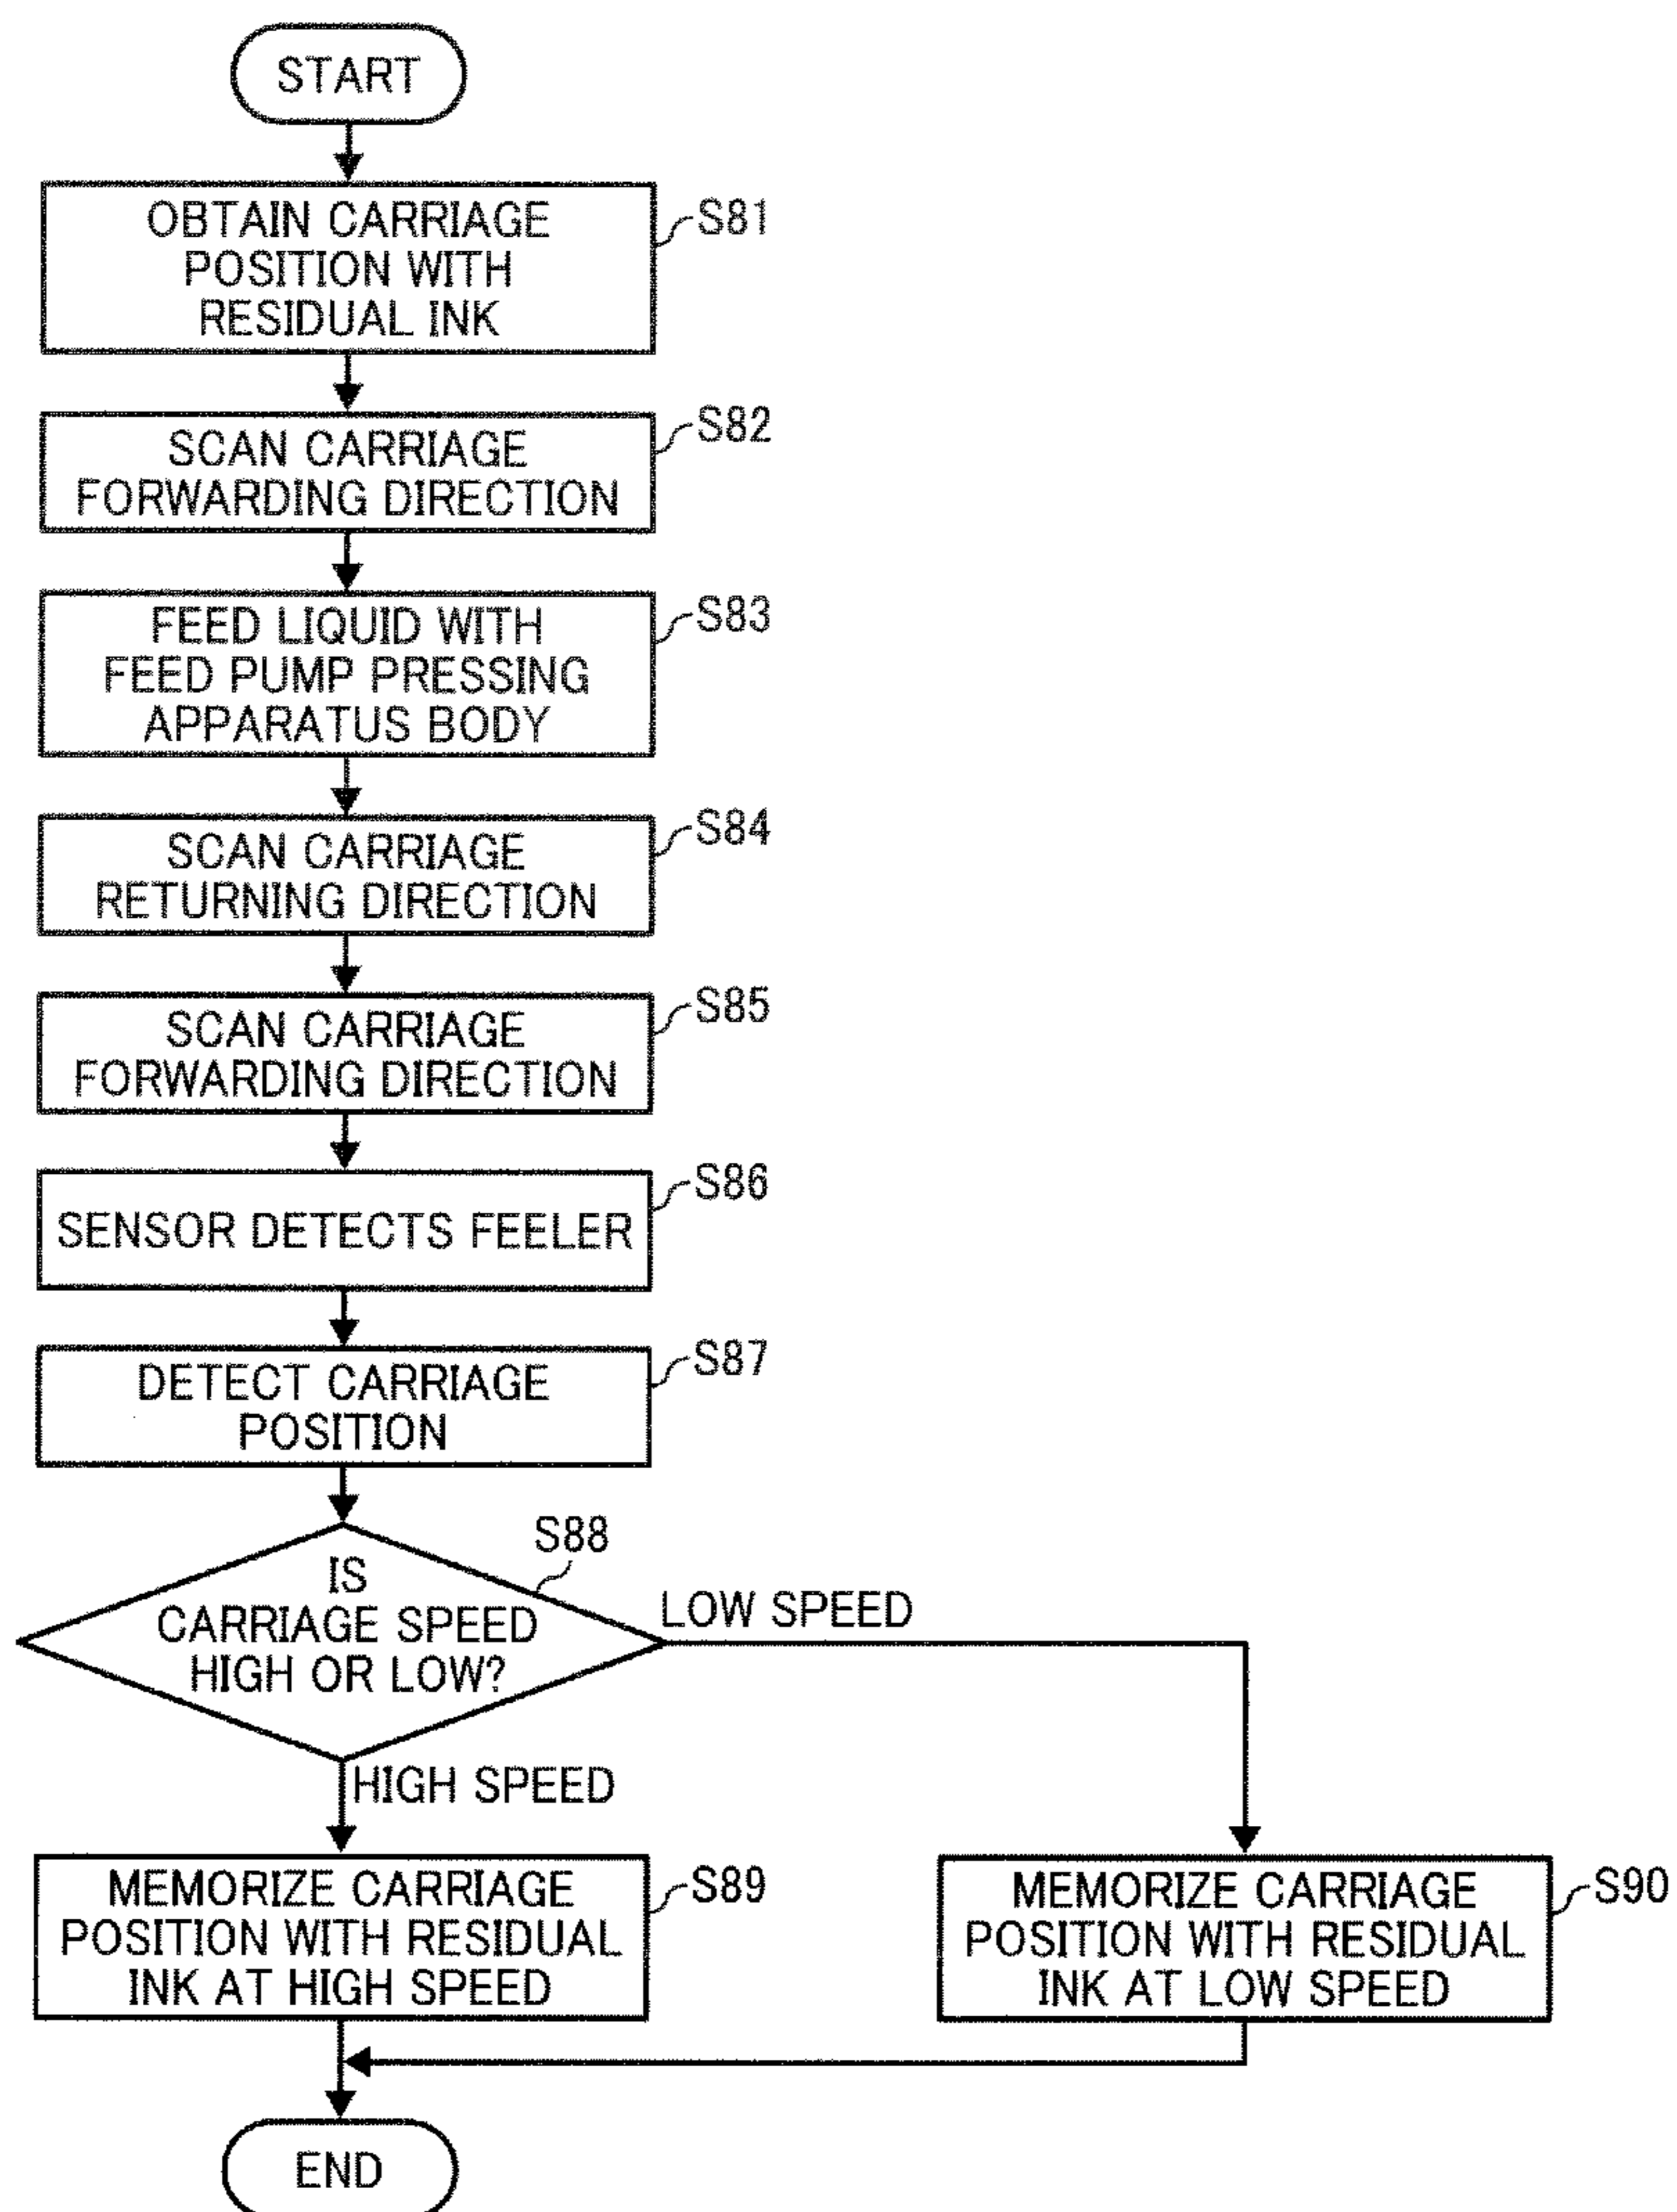 START
OBTAIN CARRIAGE
POSITION WITH
RESIDUAL INK
S81
SCAN CARRIAGE
FORWARDING DIRECTION
S82
FEED LIQUID WITH
FEED PUMP PRESSING
APPARATUS BODY
S83
SCAN CARRIAGE
RETURNING DIRECTION
S84
SCAN CARRIAGE
FORWARDING DIRECTION
S85
SENSOR DETECTS FEELER
S86
DETECT CARRIAGE
POSITION
S87
IS
CARRIAGE SPEED
HIGH OR LOW?
S88
LOW SPEED
HIGH SPEED
MEMORIZE CARRIAGE
POSITION WITH RESIDUAL
INK AT HIGH SPEED
S89
MEMORIZE CARRIAGE
POSITION WITH RESIDUAL
INK AT LOW SPEED
S90
END